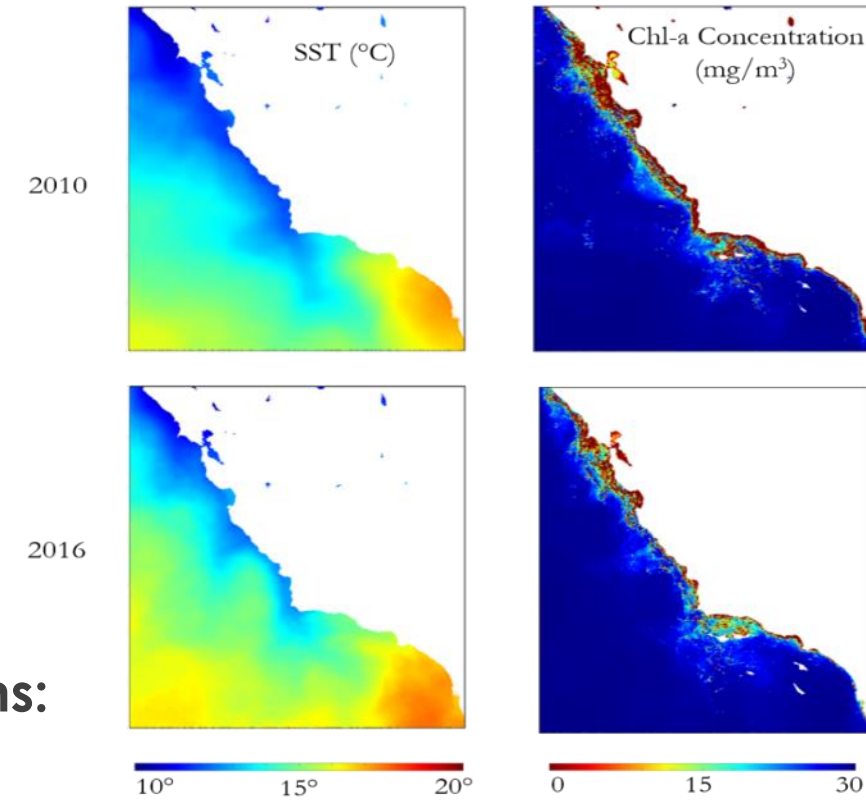 SST (°C)
Chl-a Concentration
(mg/m³)
2010
2016
ns:
10° 15° 20°
0 15 30